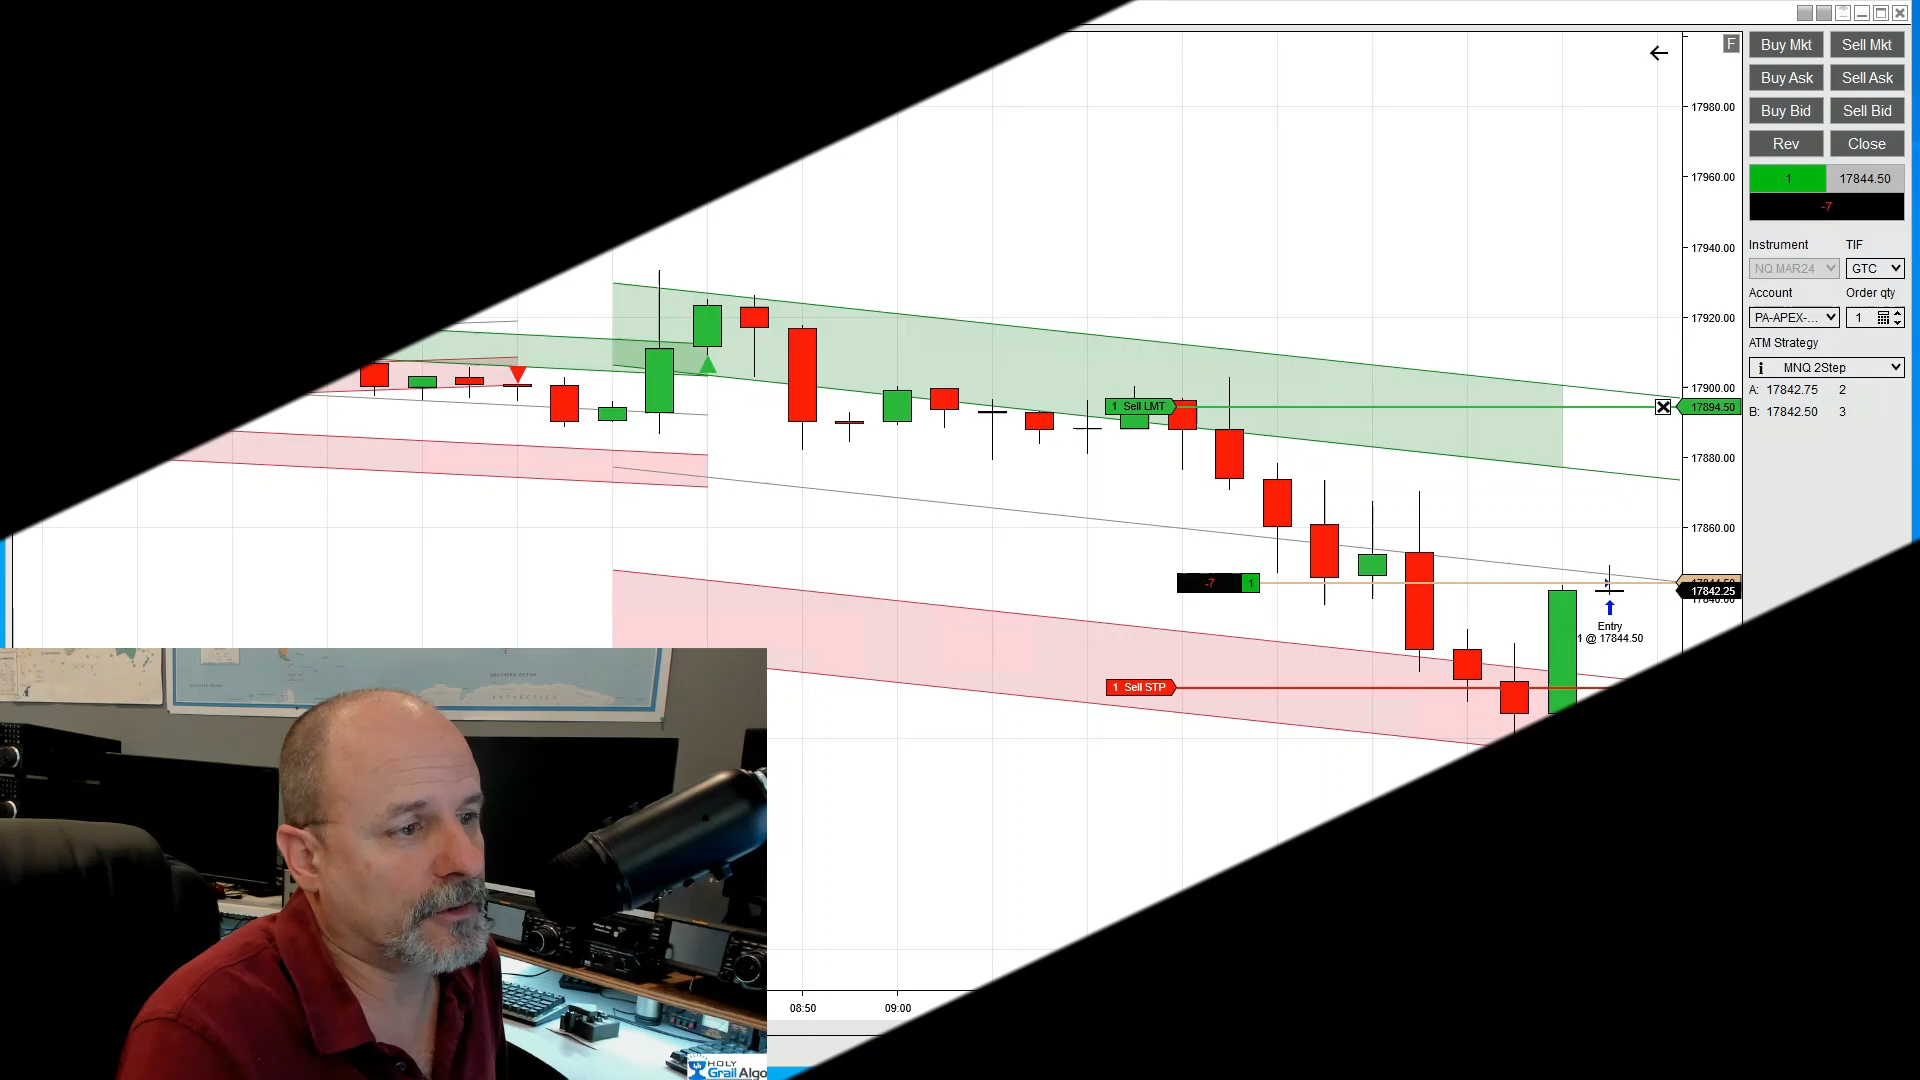 F
Buy Mkt Sell Mkt
Buy Ask Sell Ask
Buy Bid Sell Bid
Rev Close
1 17844.50
-7
Instrument TIF
NQ MAR24 GTC
Account Order qty
PA-APEX-... 1
ATM Strategy
MNQ 2Step
A: 17842.75 2
B: 17842.50 3
17980.00
17960.00
17940.00
17920.00
17900.00
1 Sell LMT
17894.50
17880.00
17860.00
-7 1
17842.25
Entry
1 @ 17844.50
1 Sell STP
SOUTHERN OCEAN
ANTARCTICA
08:50 09:00
HOLY
Grail Algo